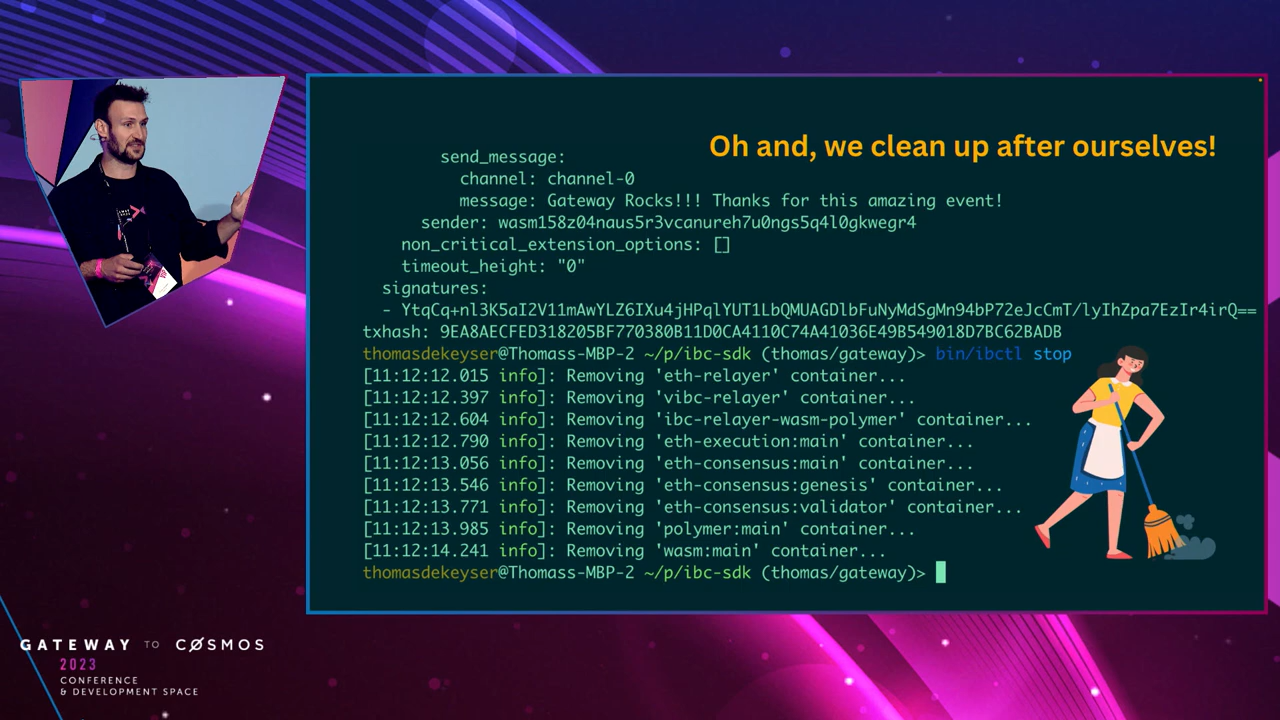 Oh and, we clean up after ourselves!
send_message:
channel: channel-0
message: Gateway Rocks!!! Thanks for this amazing event!
sender: wasm158z04naus5r3vcanureh7u0ngs5q4l0gkwegr4
non_critical_extension_options: []
timeout_height: "0"
signatures:
- YtqCq+nl3K5aI2V11mAwYLZ6IXu4jHPqlYUT1LbQMUAGDlbFuNyMdSgMn94bP72eJcCmT/lyIhZpa7EzIr4irQ==
txhash: 9EA8AECFED318205BF770380B11D0CA4110C74A41036E49B549018D7BC62BADB
thomasdekeyser@Thomass-MBP-2 ~/p/ibc-sdk (thomas/gateway)> bin/ibctl stop
[11:12:12.015 info]: Removing 'eth-relayer' container...
[11:12:12.397 info]: Removing 'vibc-relayer' container...
[11:12:12.604 info]: Removing 'ibc-relayer-wasm-polymer' container...
[11:12:12.790 info]: Removing 'eth-execution:main' container...
[11:12:13.056 info]: Removing 'eth-consensus:main' container...
[11:12:13.546 info]: Removing 'eth-consensus:genesis' container...
[11:12:13.771 info]: Removing 'eth-consensus:validator' container...
[11:12:13.985 info]: Removing 'polymer:main' container...
[11:12:14.241 info]: Removing 'wasm:main' container...
thomasdekeyser@Thomass-MBP-2 ~/p/ibc-sdk (thomas/gateway)>
GATEWAY TO CØSMOS
2023
CONFERENCE
& DEVELOPMENT SPACE